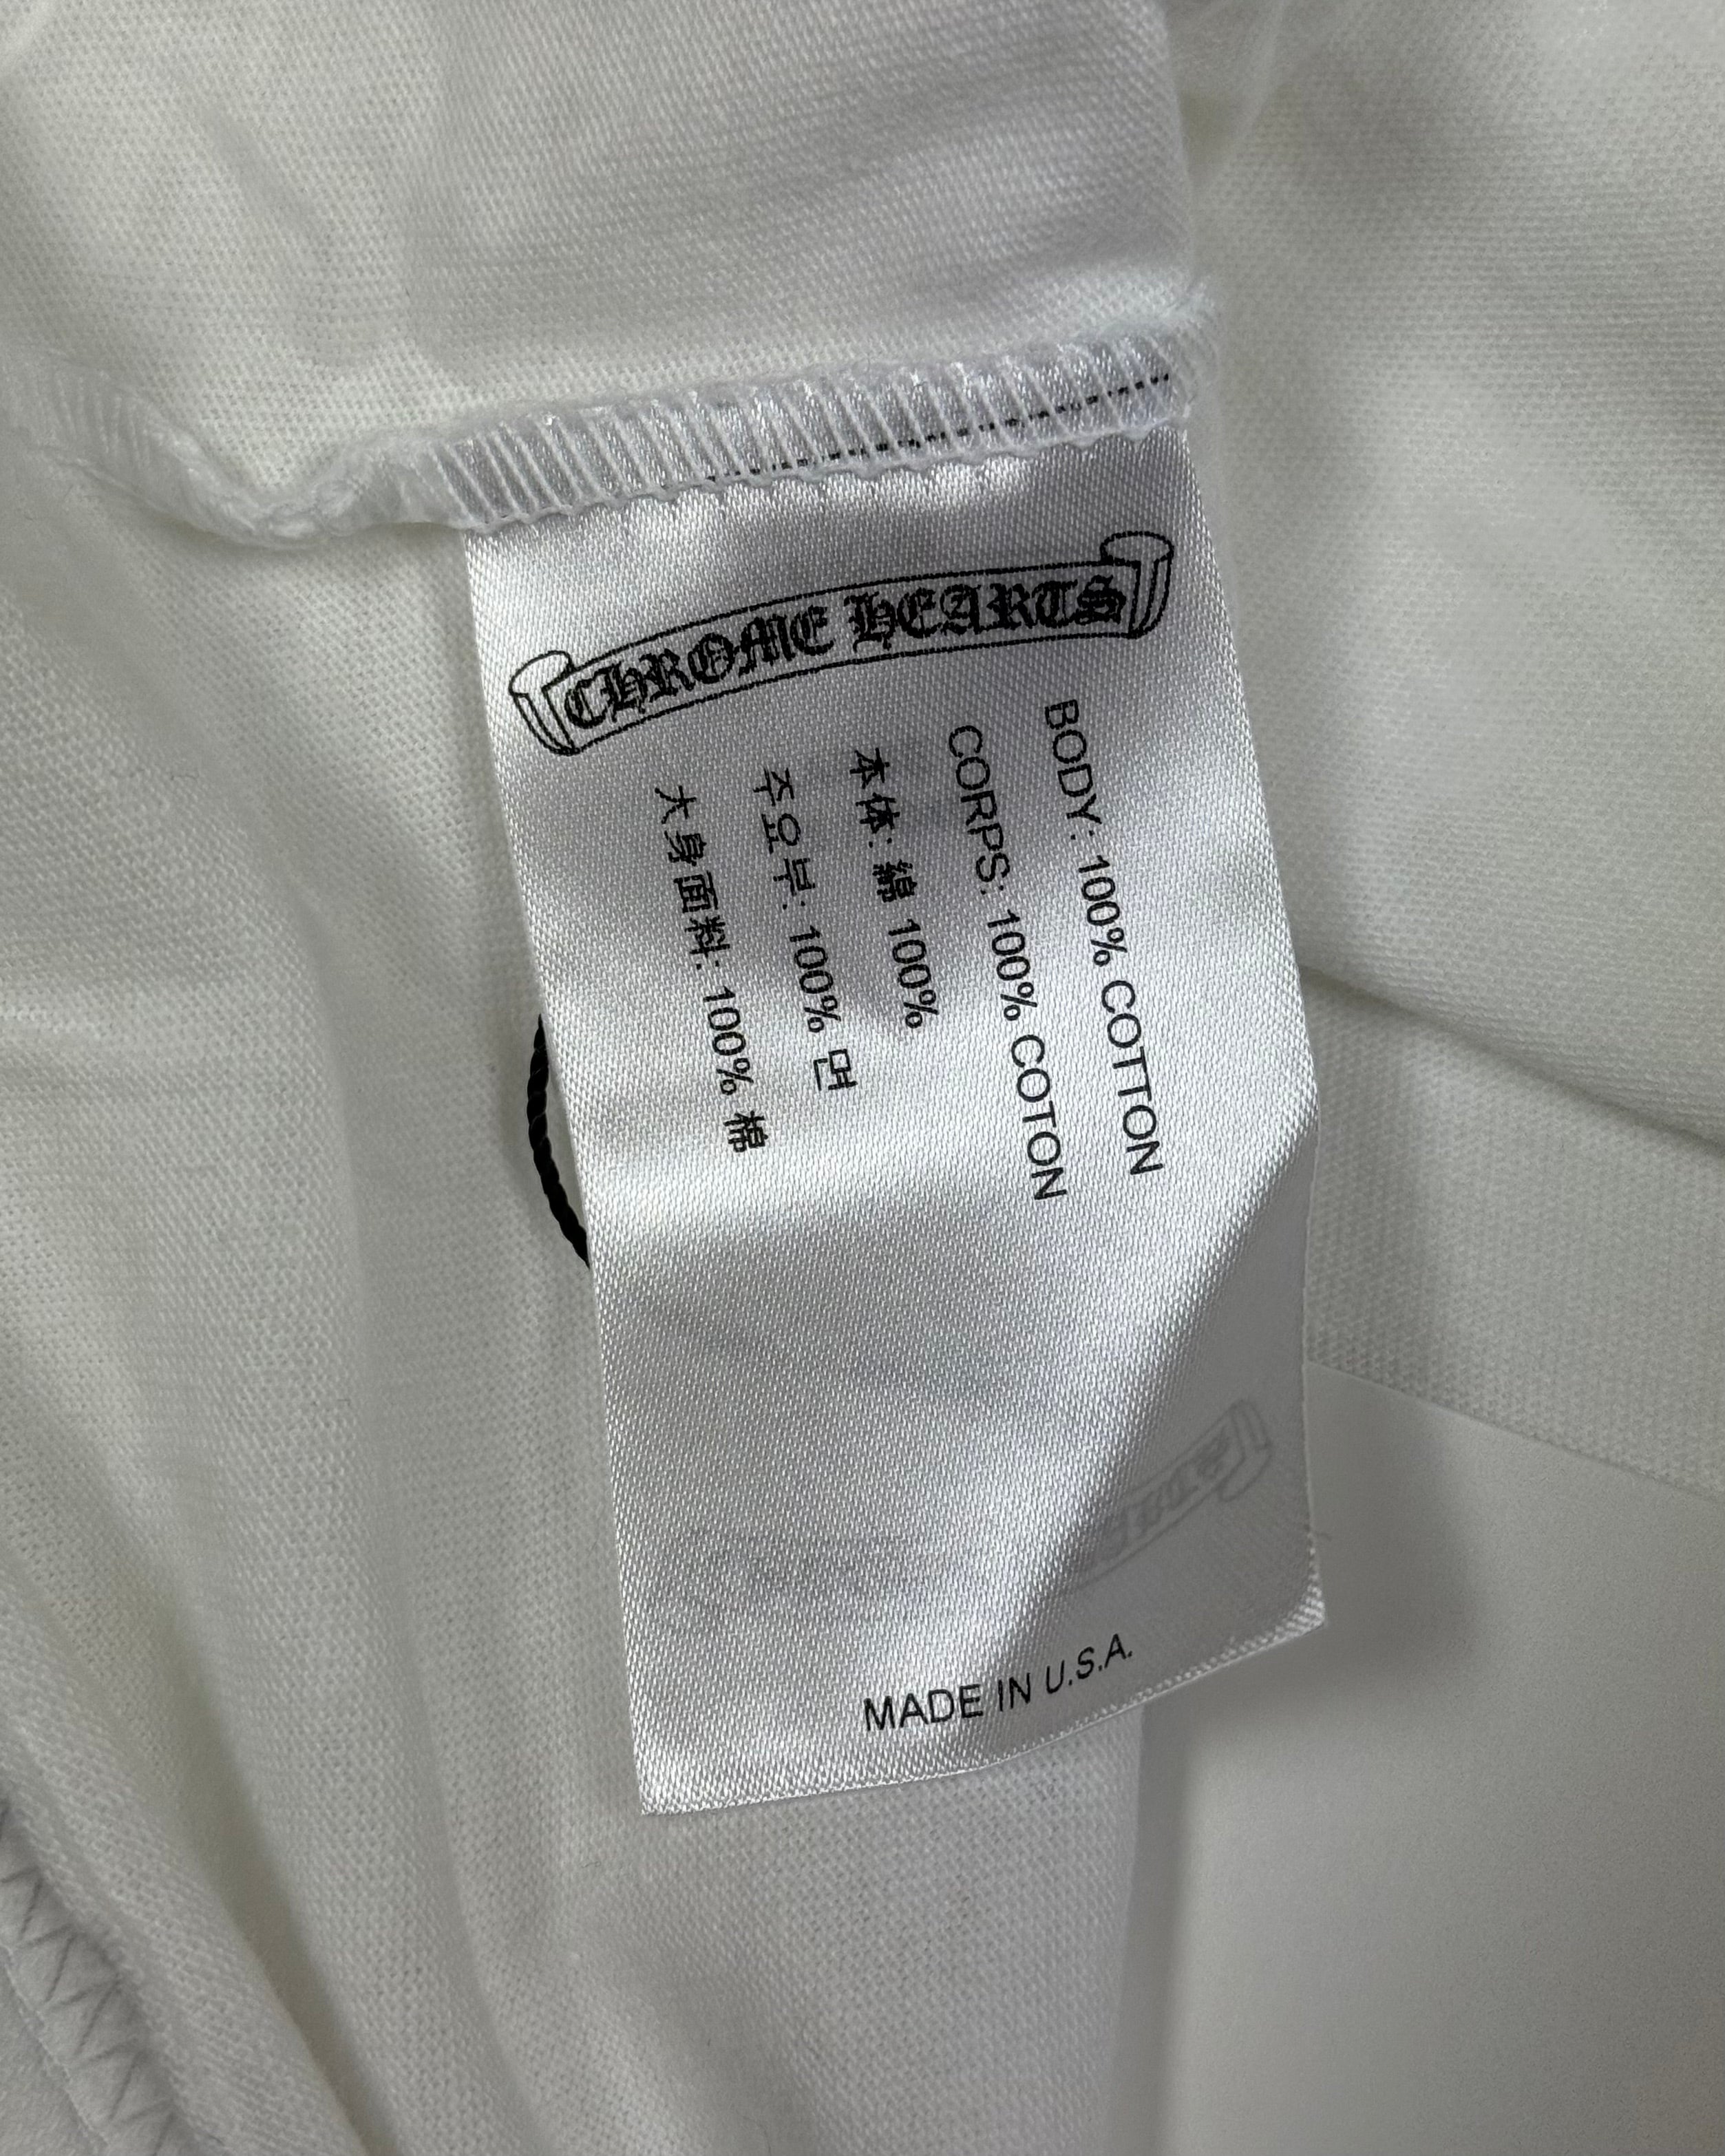 CHROME HEARTS
BODY: 100% COTTON
CORPS: 100% COTON
本体: 綿 100%
주요부: 100% 면
大身面料: 100% 棉
MADE IN U.S.A.